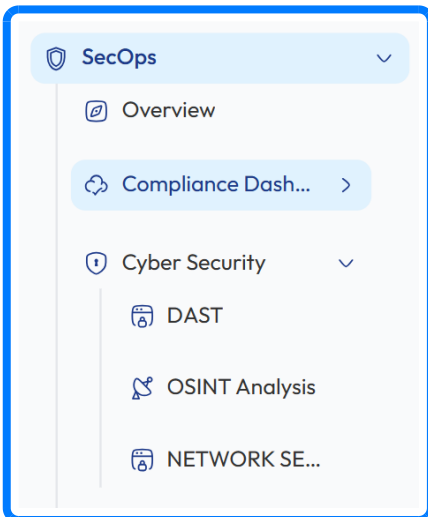 SecOps
Overview
Compliance Dash...
Cyber Security
DAST
OSINT Analysis
NETWORK SE...